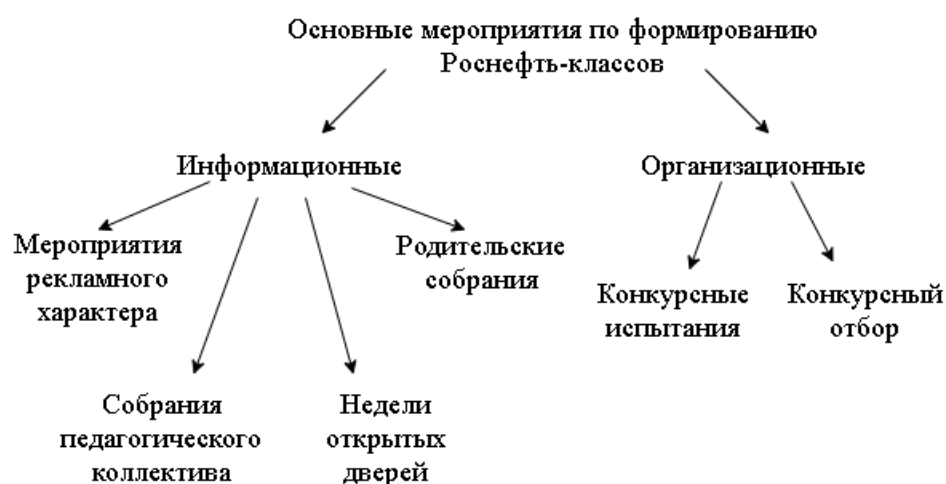 Основные мероприятия по формированию
Роснефть-классов
Информационные
Организационные
Мероприятия
рекламного
характера
Родительские
собрания
Конкурсные
испытания
Конкурсный
отбор
Собрания
педагогического
коллектива
Недели
открытых
дверей